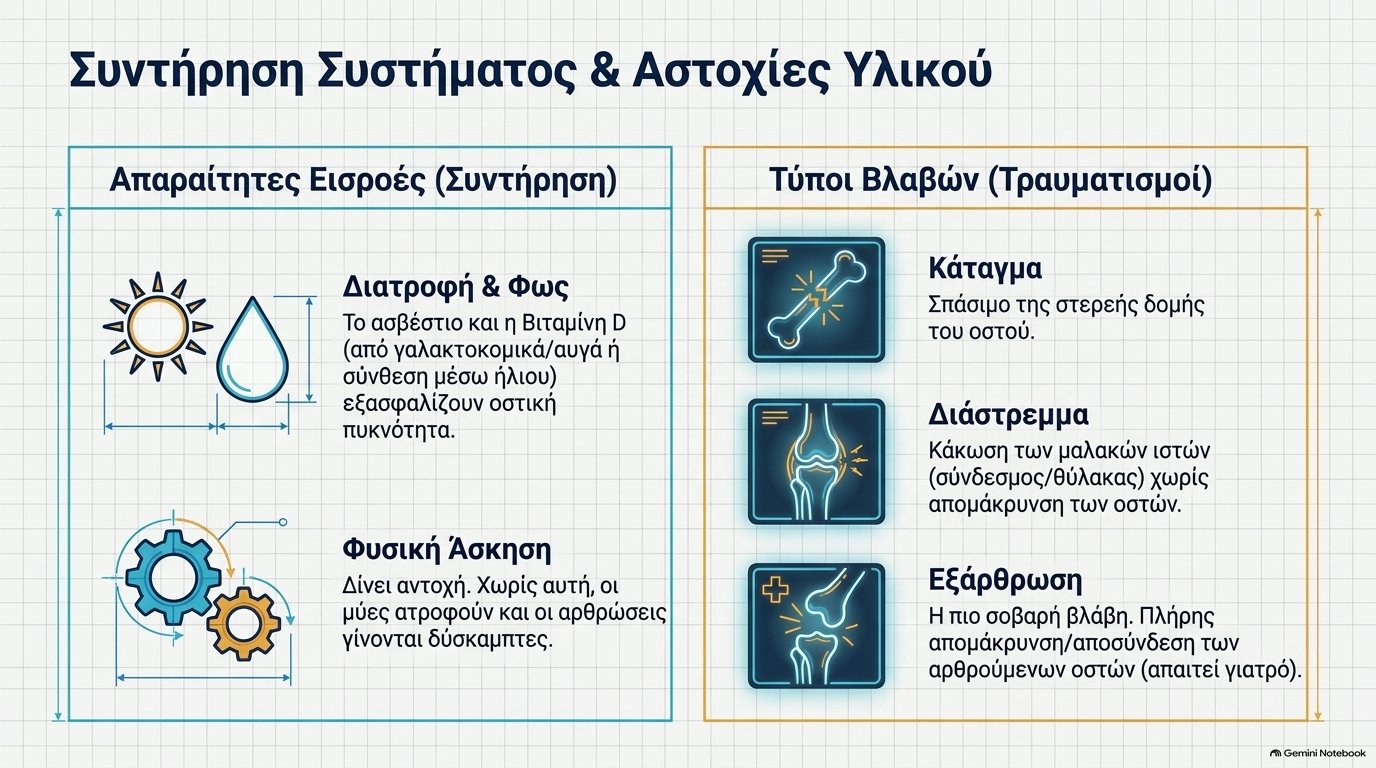 Συντήρηση Συστήματος & Αστοχίες Υλικού
Απαραίτητες Εισροές (Συντήρηση)
Διατροφή & Φως
Το ασβέστιο και η Βιταμίνη D
(από γαλακτοκομικά/αυγά ή
σύνθεση μέσω ήλιου)
εξασφαλίζουν οστική
πυκνότητα.
Φυσική Άσκηση
Δίνει αντοχή. Χωρίς αυτή, οι
μύες ατροφούν και οι αρθρώσεις
γίνονται δύσκαμπτες.
Τύποι Βλαβών (Τραυματισμοί)
Κάταγμα
Σπάσιμο της στερεής δομής
του οστού.
Διάστρεμμα
Κάκωση των μαλακών ιστών
(σύνδεσμος/θύλακας) χωρίς
απομάκρυνση των οστών.
Εξάρθρωση
Η πιο σοβαρή βλάβη. Πλήρης
απομάκρυνση/αποσύνδεση των
αρθρούμενων οστών (απαιτεί γιατρό).
Gemini Notebook